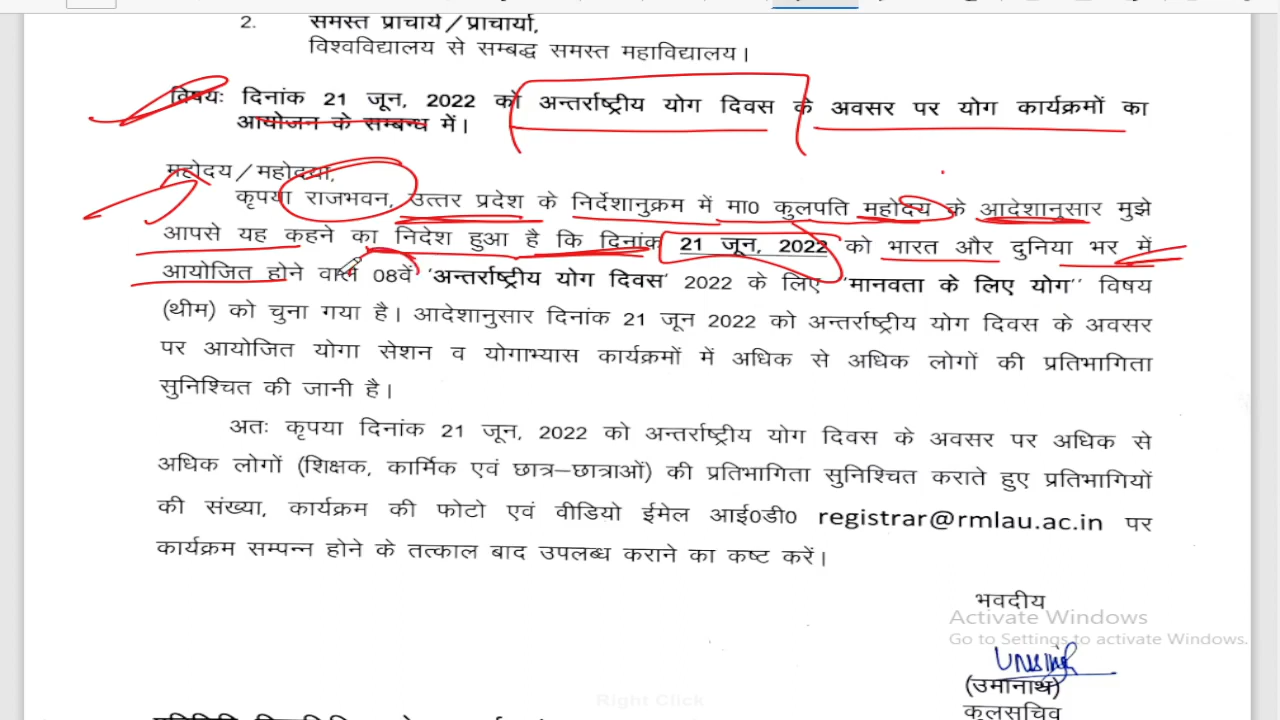 2. समस्त प्राचार्य/प्राचार्या,
विश्वविद्यालय से सम्बद्ध समस्त महाविद्यालय।
विषयः दिनांक 21 जून, 2022 को अन्तर्राष्ट्रीय योग दिवस के अवसर पर योग कार्यक्रमों का
आयोजन के सम्बन्ध में।
महोदय/महोदया,
कृपया राजभवन, उत्तर प्रदेश के निर्देशानुक्रम में मा0 कुलपति महोदय के आदेशानुसार मुझे
आपसे यह कहने का निदेश हुआ है कि दिनांक 21 जून, 2022 को भारत और दुनिया भर में
आयोजित होने वाले 08वें 'अन्तर्राष्ट्रीय योग दिवस' 2022 के लिए 'मानवता के लिए योग'' विषय
(थीम) को चुना गया है। आदेशानुसार दिनांक 21 जून 2022 को अन्तर्राष्ट्रीय योग दिवस के अवसर
पर आयोजित योगा सेशन व योगाभ्यास कार्यक्रमों में अधिक से अधिक लोगों की प्रतिभागिता
सुनिश्चित की जानी है।
अतः कृपया दिनांक 21 जून, 2022 को अन्तर्राष्ट्रीय योग दिवस के अवसर पर अधिक से
अधिक लोगों (शिक्षक, कार्मिक एवं छात्र–छात्राओं) की प्रतिभागिता सुनिश्चित कराते हुए प्रतिभागियों
की संख्या, कार्यक्रम की फोटो एवं वीडियो ईमेल आई0डी0 registrar@rmlau.ac.in पर
कार्यक्रम सम्पन्न होने के तत्काल बाद उपलब्ध कराने का कष्ट करें।
भवदीय
Activate Windows
Go to Settings to activate Windows.
(उमानाथ)
Right Click
कुलसचिव